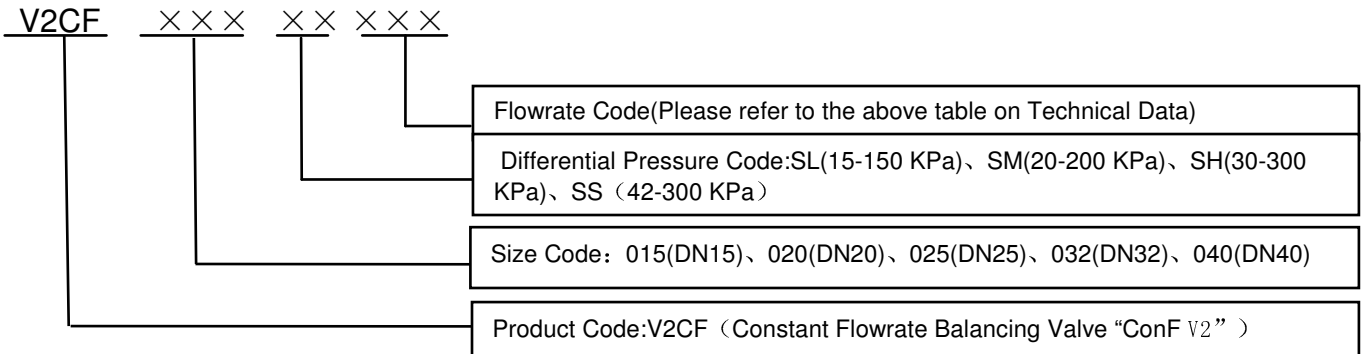 V2CF ××× ×× ×××
Flowrate Code(Please refer to the above table on Technical Data)
Differential Pressure Code:SL(15-150 KPa)、SM(20-200 KPa)、SH(30-300
KPa)、SS（42-300 KPa）
Size Code：015(DN15)、020(DN20)、025(DN25)、032(DN32)、040(DN40)
Product Code:V2CF（Constant Flowrate Balancing Valve “ConF V2”）